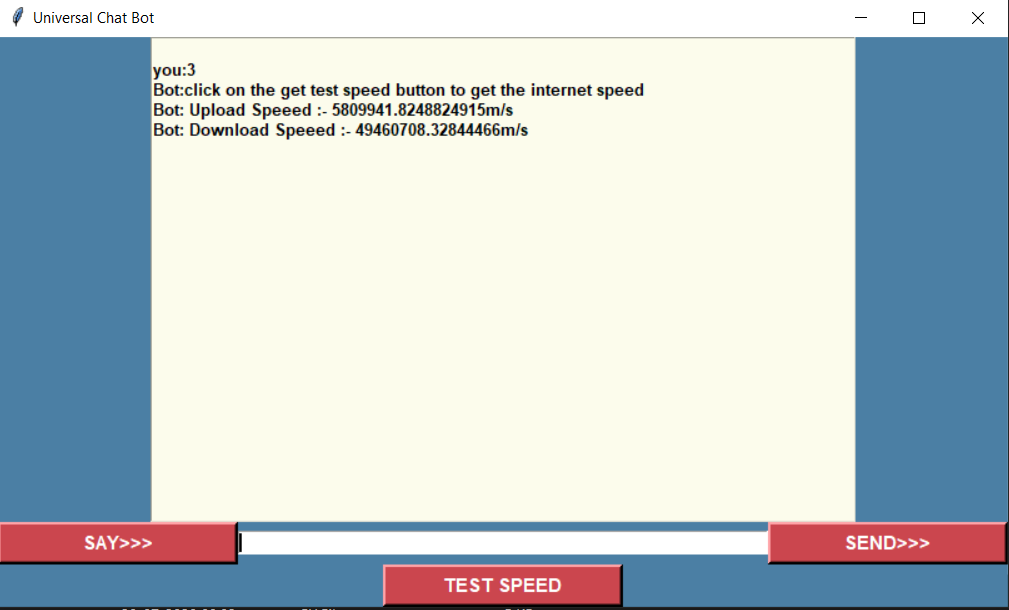 Universal Chat Bot
you:3
Bot:click on the get test speed button to get the internet speed
Bot: Upload Speeed :- 5809941.8248824915m/s
Bot: Download Speeed :- 49460708.32844466m/s
SAY>>>
SEND>>>
TEST SPEED